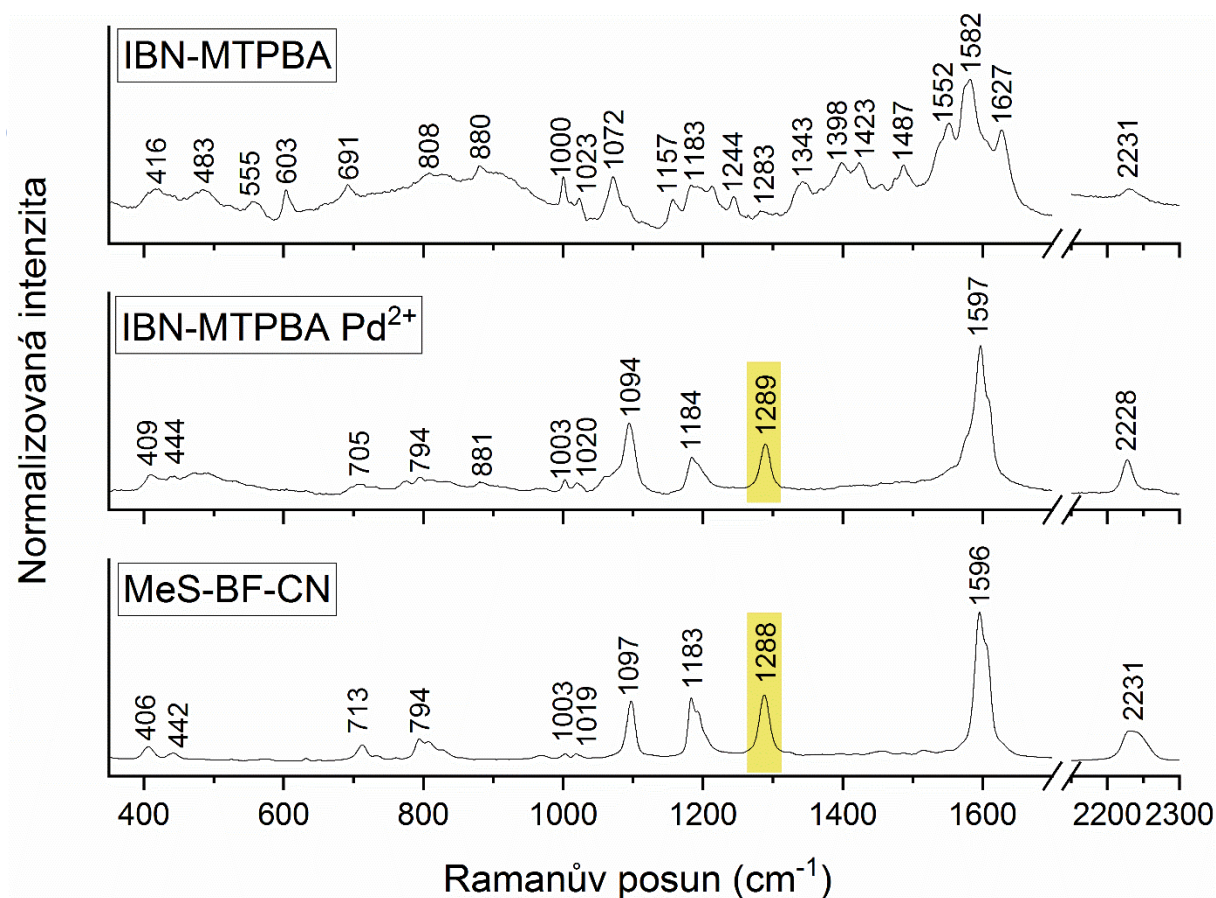 Normalizovaná intenzita
IBN-MTPBA
416 483 555 603 691 808 880 1000 1023 1072 1157 1183 1244 1283 1343 1398 1423 1487 1552 1582 1627 2231
IBN-MTPBA Pd²⁺
409 444 705 794 881 1003 1020 1094 1184 1289 1597 2228
MeS-BF-CN
406 442 713 794 1003 1019 1097 1183 1288 1596 2231
400 600 800 1000 1200 1400 1600 2200 2300
Ramanův posun (cm⁻¹)